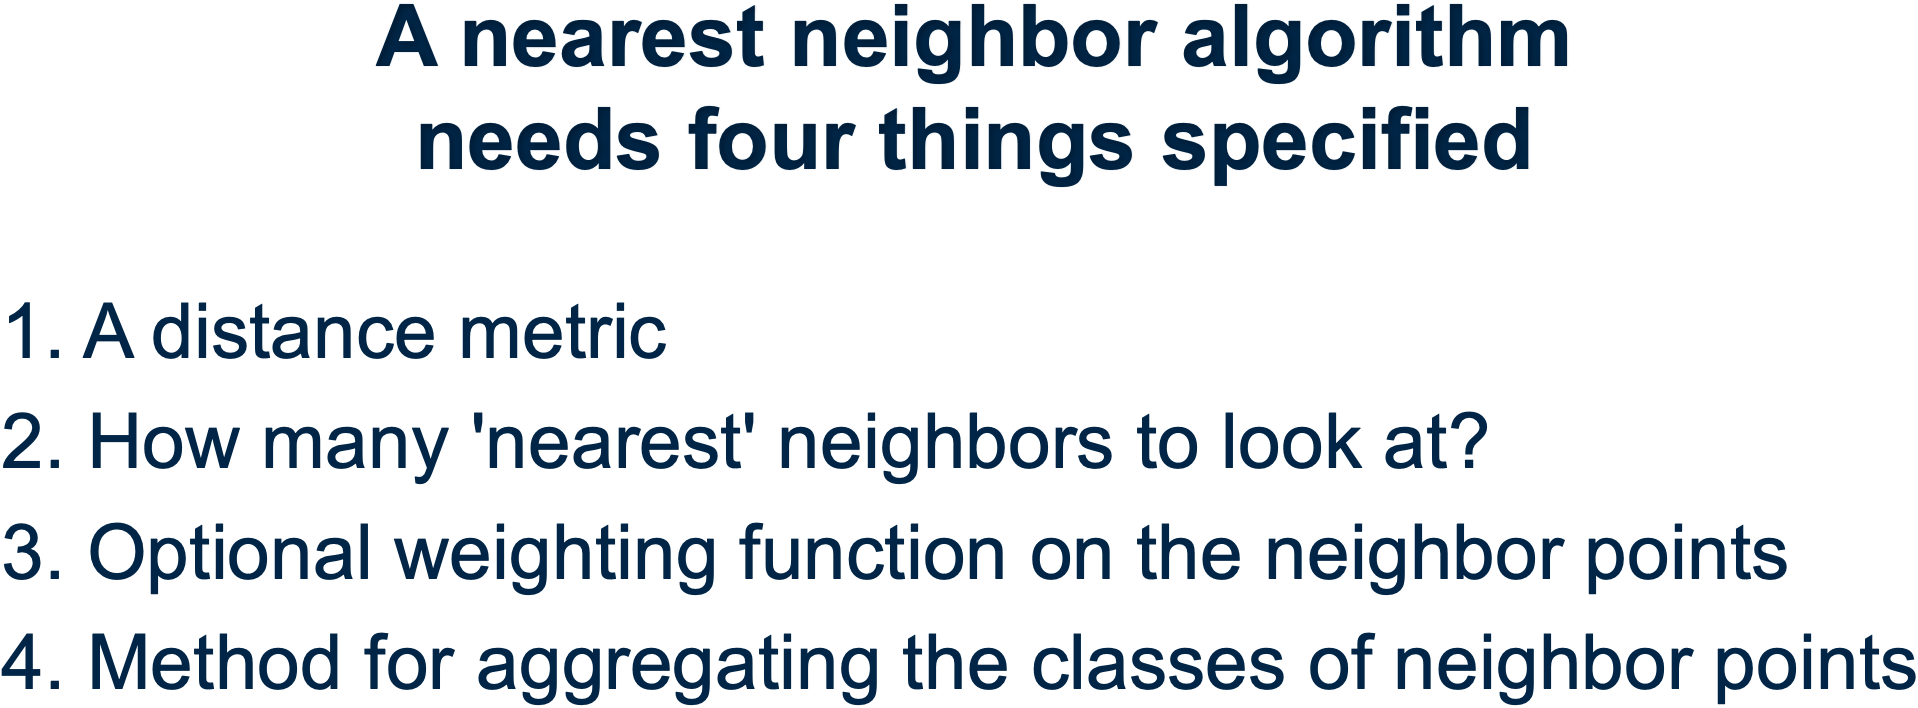 A nearest neighbor algorithm
needs four things specified
1. A distance metric
2. How many 'nearest' neighbors to look at?
3. Optional weighting function on the neighbor points
4. Method for aggregating the classes of neighbor points